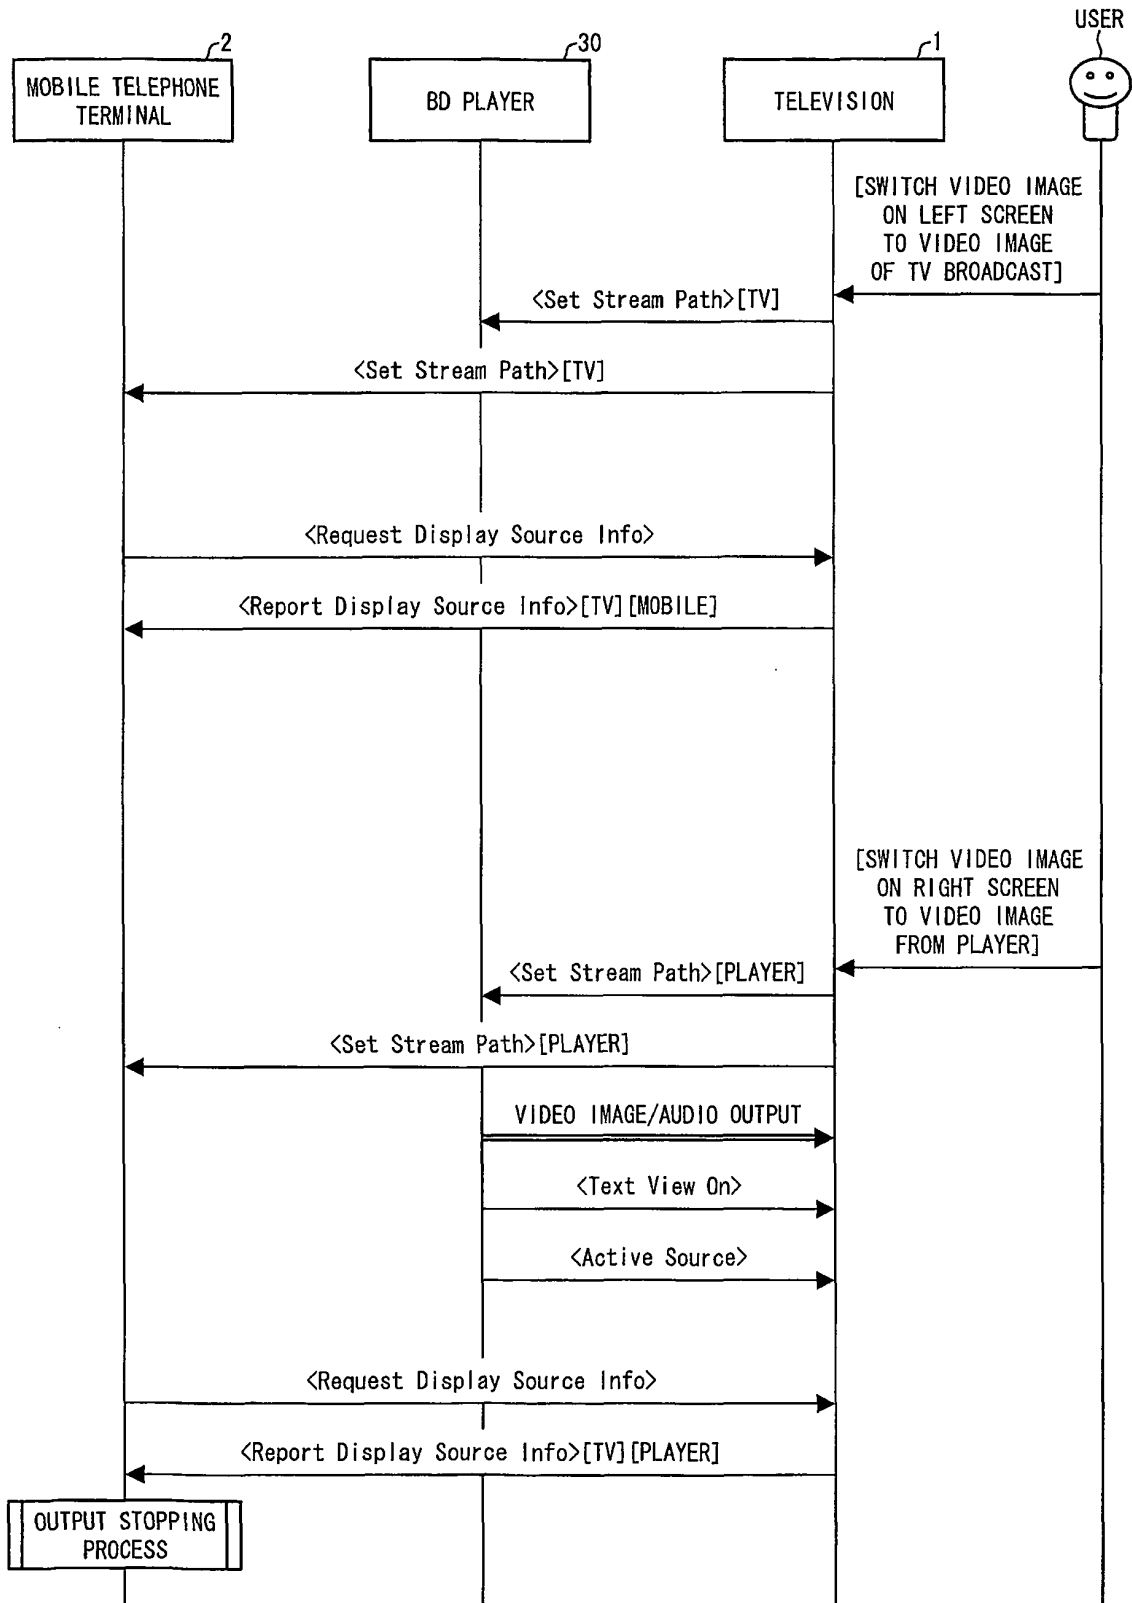 USER
2
30
1
MOBILE TELEPHONE
TERMINAL
BD PLAYER
TELEVISION
[SWITCH VIDEO IMAGE
ON LEFT SCREEN
TO VIDEO IMAGE
OF TV BROADCAST]
<Set Stream Path>[TV]
<Set Stream Path>[TV]
<Request Display Source Info>
<Report Display Source Info>[TV][MOBILE]
[SWITCH VIDEO IMAGE
ON RIGHT SCREEN
TO VIDEO IMAGE
FROM PLAYER]
<Set Stream Path>[PLAYER]
<Set Stream Path>[PLAYER]
VIDEO IMAGE/AUDIO OUTPUT
<Text View On>
<Active Source>
<Request Display Source Info>
<Report Display Source Info>[TV][PLAYER]
OUTPUT STOPPING
PROCESS